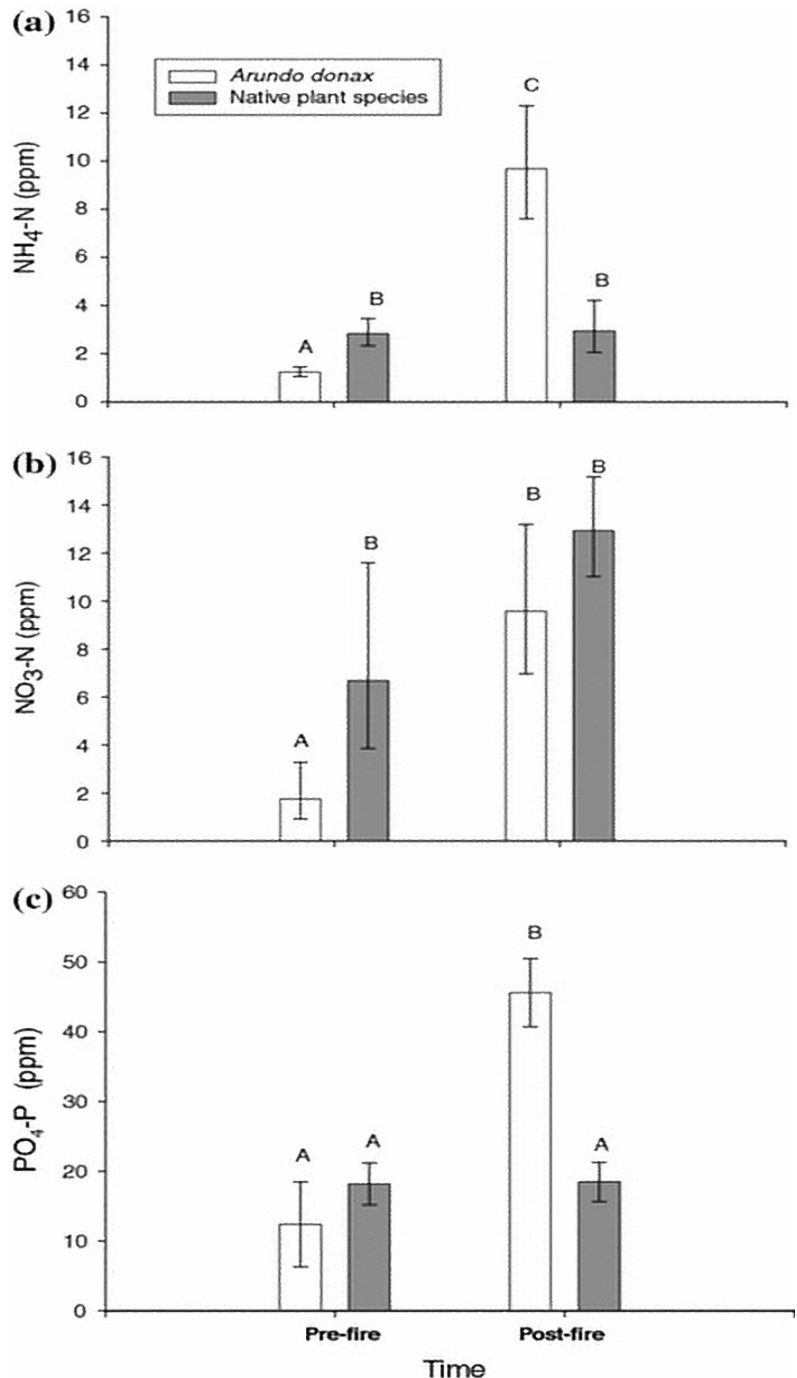 (a)
16
14
12
10
8
6
4
2
0
NH4-N (ppm)
Arundo donax
Native plant species
A
B
C
B
(b)
16
14
12
10
8
6
4
2
0
NO3-N (ppm)
A
B
B
B
(c)
60
50
40
30
20
10
0
PO4-P (ppm)
A
A
B
A
Pre-fire
Post-fire
Time